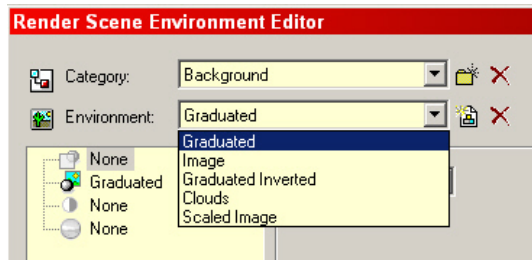 Render Scene Environment Editor
Category: Background
Environment: Graduated
Graduated
Image
Graduated Inverted
Clouds
Scaled Image
None
Graduated
None
None